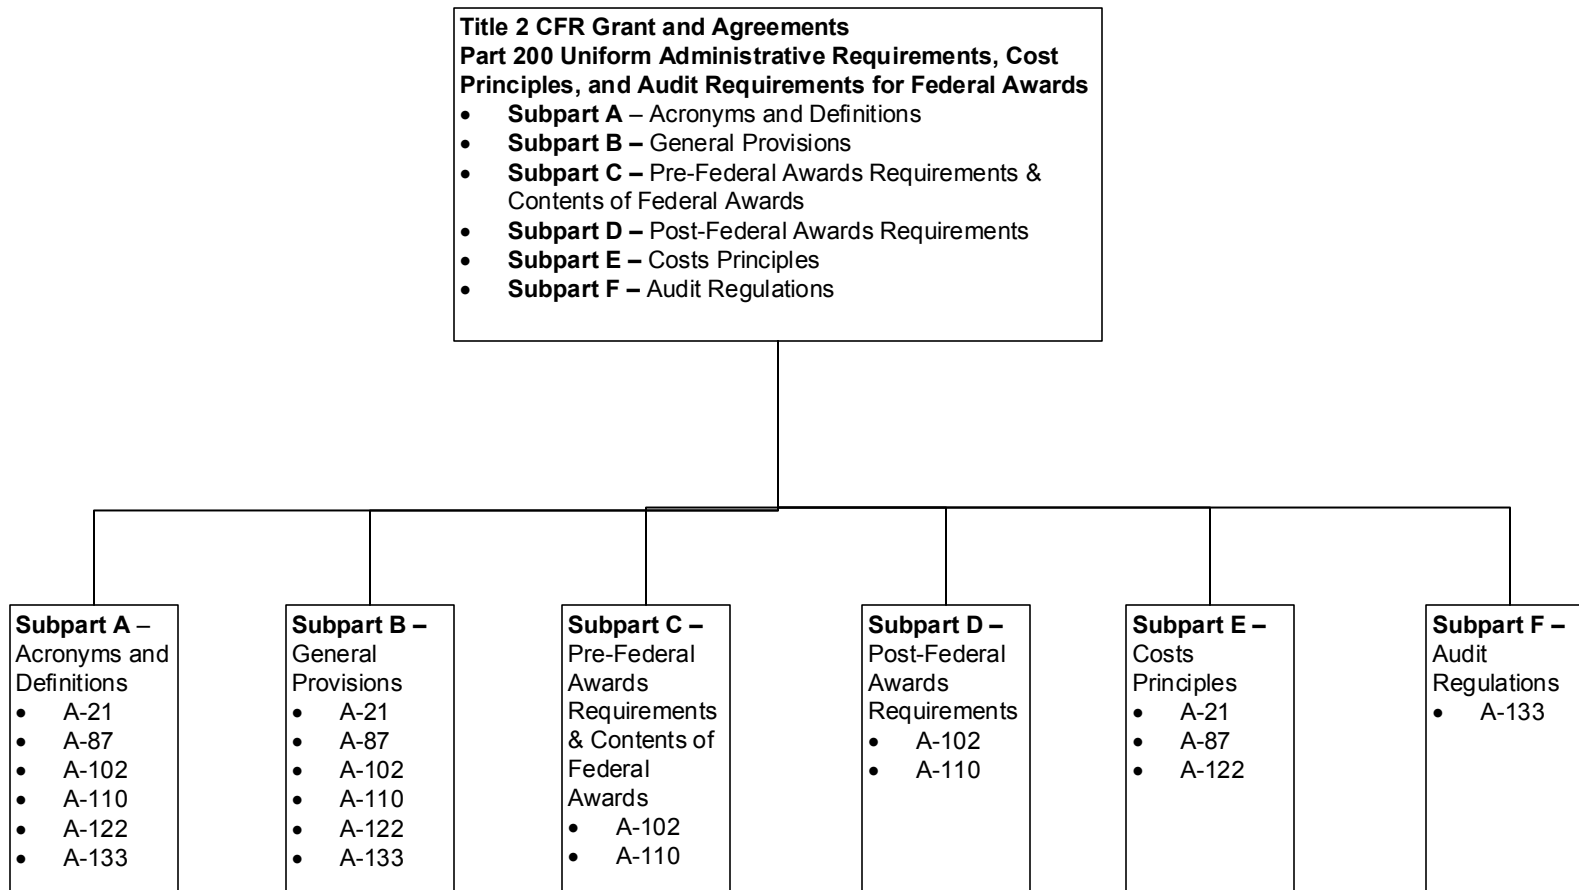 Title 2 CFR Grant and Agreements
Part 200 Uniform Administrative Requirements, Cost
Principles, and Audit Requirements for Federal Awards
• Subpart A – Acronyms and Definitions
• Subpart B – General Provisions
• Subpart C – Pre-Federal Awards Requirements &
Contents of Federal Awards
• Subpart D – Post-Federal Awards Requirements
• Subpart E – Costs Principles
• Subpart F – Audit Regulations
Subpart A –
Acronyms and
Definitions
• A-21
• A-87
• A-102
• A-110
• A-122
• A-133
Subpart B –
General
Provisions
• A-21
• A-87
• A-102
• A-110
• A-122
• A-133
Subpart C –
Pre-Federal
Awards
Requirements
& Contents of
Federal
Awards
• A-102
• A-110
Subpart D –
Post-Federal
Awards
Requirements
• A-102
• A-110
Subpart E –
Costs
Principles
• A-21
• A-87
• A-122
Subpart F –
Audit
Regulations
• A-133